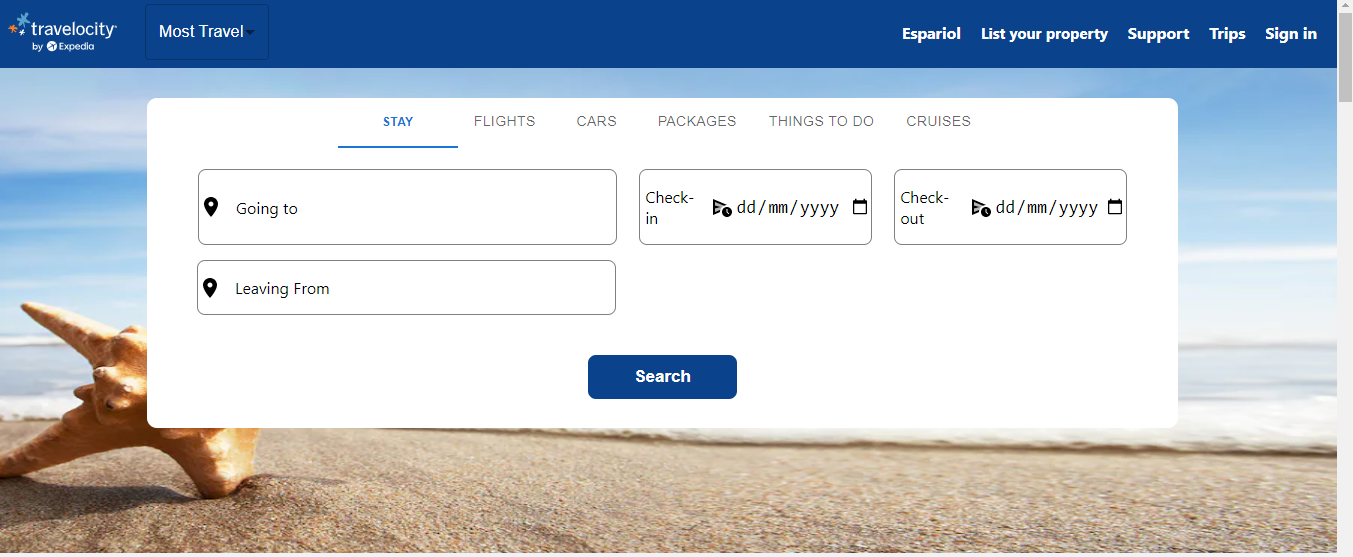 travelocity
by Expedia
Most Travel
Espariol
List your property
Support
Trips
Sign in
STAY
FLIGHTS
CARS
PACKAGES
THINGS TO DO
CRUISES
Going to
Check-
in
dd/mm/yyyy
Check-
out
dd/mm/yyyy
Leaving From
Search